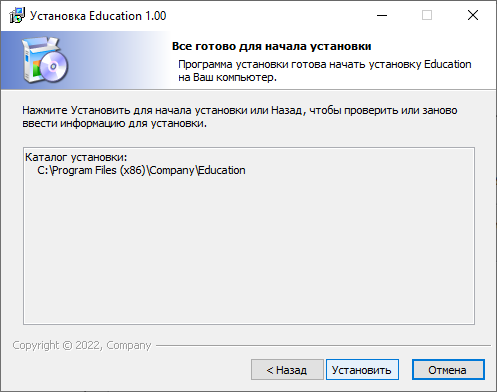 Установка Education 1.00
Все готово для начала установки
Программа установки готова начать установку Education
на Ваш компьютер.
Нажмите Установить для начала установки или Назад, чтобы проверить или заново
ввести информацию для установки.
Каталог установки:
C:\Program Files (x86)\Company\Education
Copyright © 2022, Company
< Назад
Установить
Отмена